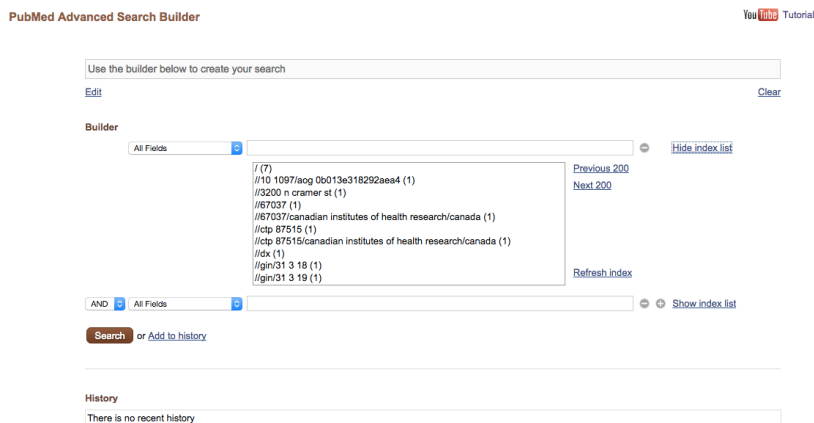 PubMed Advanced Search Builder
YouTube Tutorial
Use the builder below to create your search
Edit
Clear
Builder
All Fields
Hide index list
/ (7)
//10 1097/aog 0b013e318292aea4 (1)
//3200 n cramer st (1)
//67037 (1)
//67037/canadian institutes of health research/canada (1)
//ctp 87515 (1)
//ctp 87515/canadian institutes of health research/canada (1)
//dx (1)
//gin/31 3 18 (1)
//gin/31 3 19 (1)
Previous 200
Next 200
Refresh index
AND All Fields
Show index list
Search or Add to history
History
There is no recent history